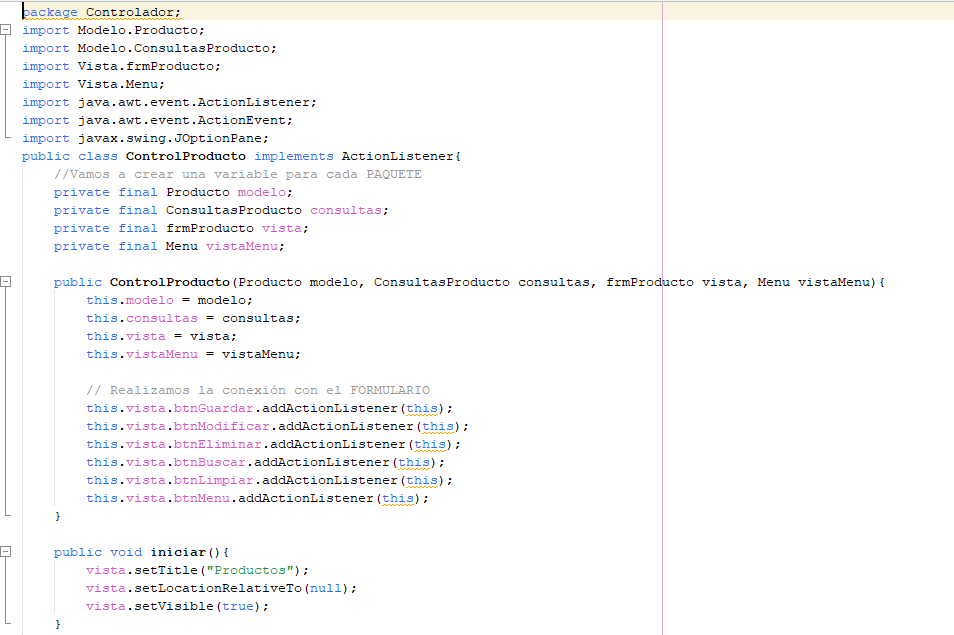 package Controlador;
import Modelo.Producto;
import Modelo.ConsultasProducto;
import Vista.frmProducto;
import Vista.Menu;
import java.awt.event.ActionListener;
import java.awt.event.ActionEvent;
import javax.swing.JOptionPane;
public class ControlProducto implements ActionListener{
    //Vamos a crear una variable para cada PAQUETE
    private final Producto modelo;
    private final ConsultasProducto consultas;
    private final frmProducto vista;
    private final Menu vistaMenu;

    public ControlProducto(Producto modelo, ConsultasProducto consultas, frmProducto vista, Menu vistaMenu){
        this.modelo = modelo;
        this.consultas = consultas;
        this.vista = vista;
        this.vistaMenu = vistaMenu;

        // Realizamos la conexión con el FORMULARIO
        this.vista.btnGuardar.addActionListener(this);
        this.vista.btnModificar.addActionListener(this);
        this.vista.btnEliminar.addActionListener(this);
        this.vista.btnBuscar.addActionListener(this);
        this.vista.btnLimpiar.addActionListener(this);
        this.vista.btnMenu.addActionListener(this);
    }

    public void iniciar(){
        vista.setTitle("Productos");
        vista.setLocationRelativeTo(null);
        vista.setVisible(true);
    }